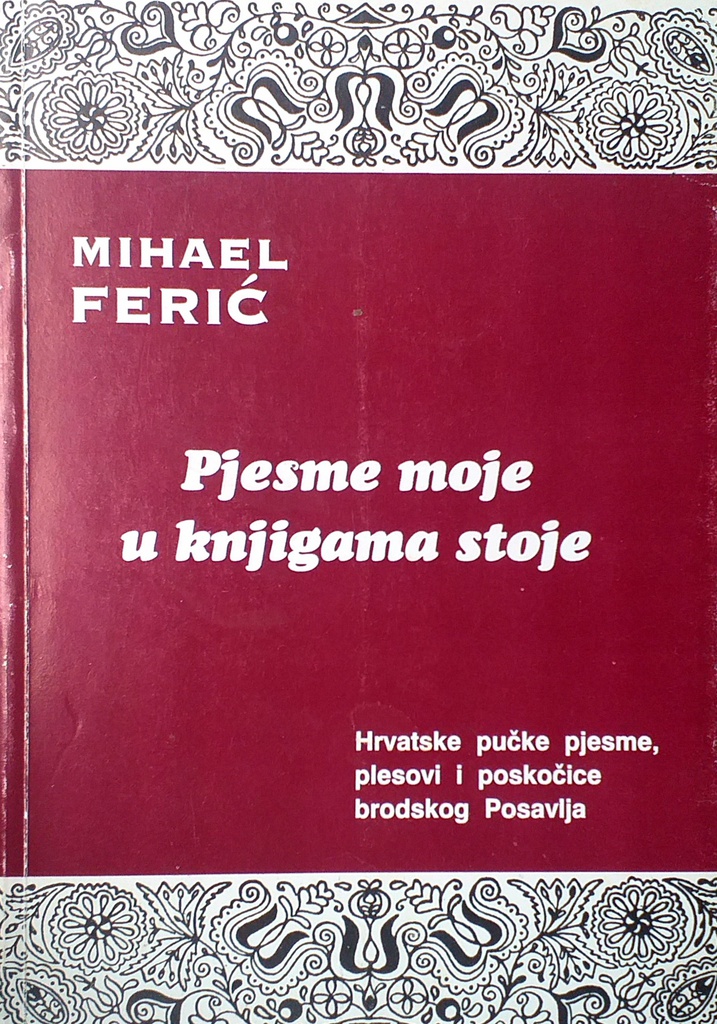 MIHAEL
FERIĆ
Pjesme moje
u knjigama stoje
Hrvatske pučke pjesme,
plesovi i poskočice
brodskog Posavlja